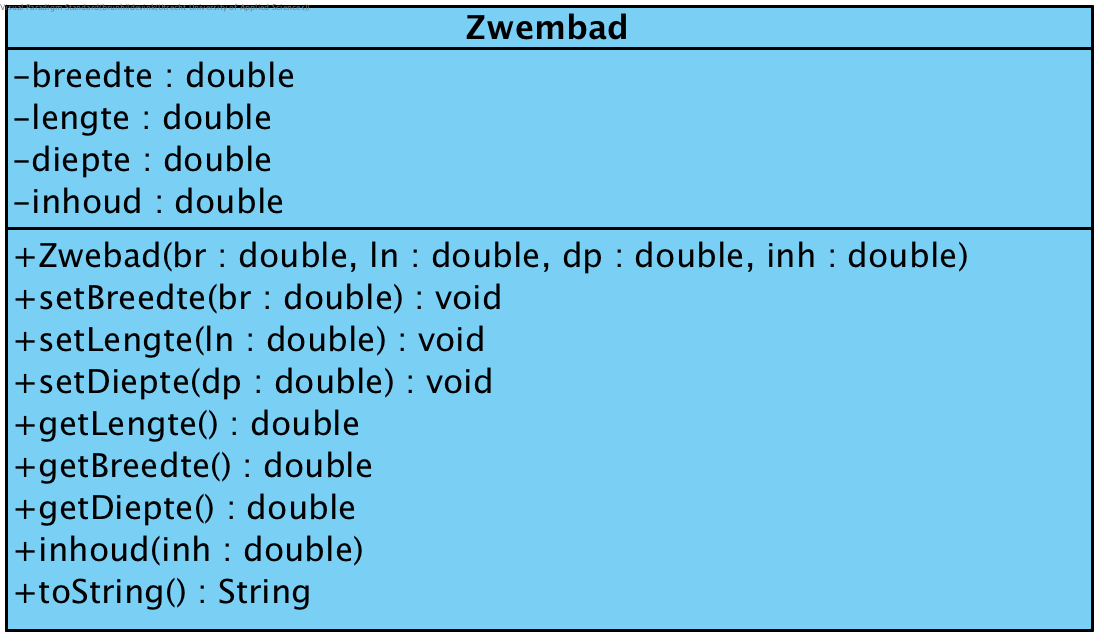 Zwembad
-breedte : double
-lengte : double
-diepte : double
-inhoud : double
+Zwebad(br : double, ln : double, dp : double, inh : double)
+setBreedte(br : double) : void
+setLengte(ln : double) : void
+setDiepte(dp : double) : void
+getLengte() : double
+getBreedte() : double
+getDiepte() : double
+inhoud(inh : double)
+toString() : String